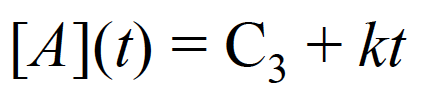 [A](t) = C₃ + kt